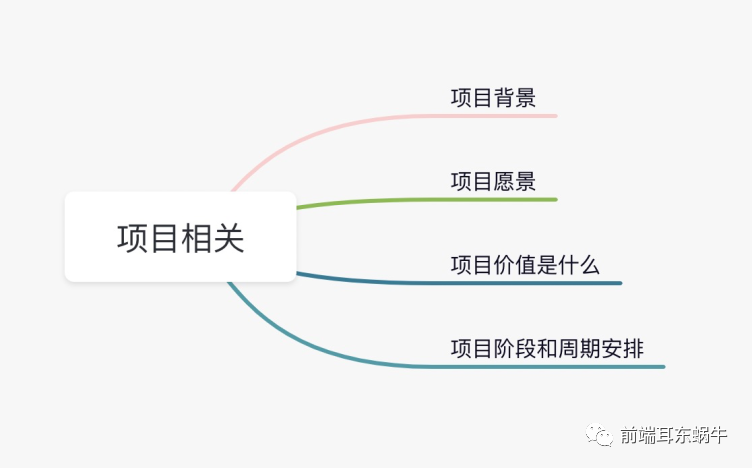 项目背景
项目愿景
项目相关
项目价值是什么
项目阶段和周期安排
前端耳东蜗牛